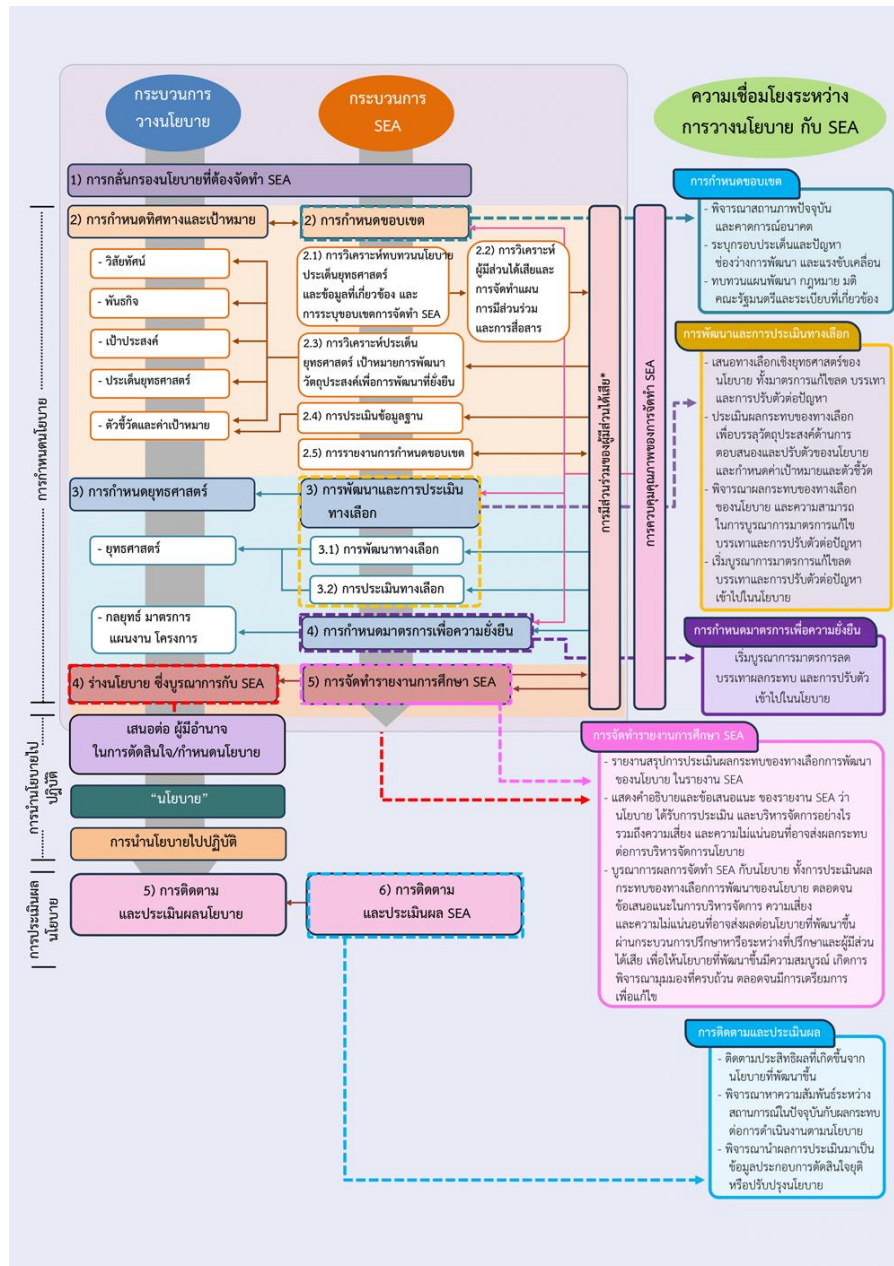 กระบวนการ
วางนโยบาย
กระบวนการ
SEA
ความเชื่อมโยงระหว่าง
การวางนโยบาย กับ SEA
1) การกลั่นกรองนโยบายที่ต้องจัดทำ SEA
การกำหนดนโยบาย
2) การกำหนดทิศทางและเป้าหมาย
- วิสัยทัศน์
- พันธกิจ
- เป้าประสงค์
- ประเด็นยุทธศาสตร์
- ตัวชี้วัดและค่าเป้าหมาย
2) การกำหนดขอบเขต
2.1) การวิเคราะห์ทบทวนนโยบาย
ประเด็นยุทธศาสตร์
และข้อมูลที่เกี่ยวข้อง และ
การระบุขอบเขตการจัดทำ SEA
2.2) การวิเคราะห์
ผู้มีส่วนได้เสียและ
การจัดทำแผน
การมีส่วนร่วม
และการสื่อสาร
2.3) การวิเคราะห์ประเด็น
ยุทธศาสตร์ เป้าหมายการพัฒนา
วัตถุประสงค์เพื่อการพัฒนาที่ยั่งยืน
2.4) การประเมินข้อมูลฐาน
2.5) การรายงานการกำหนดขอบเขต
3) การกำหนดยุทธศาสตร์
- ยุทธศาสตร์
- กลยุทธ์ มาตรการ
แผนงาน โครงการ
3) การพัฒนาและการประเมิน
ทางเลือก
3.1) การพัฒนาทางเลือก
3.2) การประเมินทางเลือก
4) การกำหนดมาตรการเพื่อความยั่งยืน
4) ร่างนโยบาย ซึ่งบูรณาการกับ SEA
5) การจัดทำรายงานการศึกษา SEA
การมีส่วนร่วมของผู้มีส่วนได้เสีย*
การควบคุมคุณภาพของการจัดทำ SEA
การนำนโยบายไป
ปฏิบัติ
เสนอต่อ ผู้มีอำนาจ
ในการตัดสินใจ/กำหนดนโยบาย
“นโยบาย”
การนำนโยบายไปปฏิบัติ
การประเมินผล
นโยบาย
5) การติดตาม
และประเมินผลนโยบาย
6) การติดตาม
และประเมินผล SEA
การกำหนดขอบเขต
- พิจารณาสถานภาพปัจจุบัน
และคาดการณ์อนาคต
- ระบุกรอบประเด็นและปัญหา
ช่องว่างการพัฒนา และแรงขับเคลื่อน
- ทบทวนแผนพัฒนา กฎหมาย มติ
คณะรัฐมนตรีและระเบียบที่เกี่ยวข้อง
การพัฒนาและการประเมินทางเลือก
- เสนอทางเลือกเชิงยุทธศาสตร์ของ
นโยบาย ทั้งมาตรการแก้ไขลด บรรเทา
และการปรับตัวต่อปัญหา
- ประเมินผลกระทบของทางเลือก
เพื่อบรรลุวัตถุประสงค์ด้านการ
ตอบสนองและปรับตัวของนโยบาย
และกำหนดค่าเป้าหมายและตัวชี้วัด
- พิจารณาผลกระทบของทางเลือก
ของนโยบาย และความสามารถ
ในการบูรณาการมาตรการแก้ไข
บรรเทาและการปรับตัวต่อปัญหา
- เริ่มบูรณาการมาตรการแก้ไขลด
บรรเทาและการปรับตัวต่อปัญหา
เข้าไปในนโยบาย
การกำหนดมาตรการเพื่อความยั่งยืน
เริ่มบูรณาการมาตรการลด
บรรเทาผลกระทบ และการปรับตัว
เข้าไปในนโยบาย
การจัดทำรายงานการศึกษา SEA
- รายงานสรุปการประเมินผลกระทบของทางเลือกการพัฒนา
ของนโยบาย ในรายงาน SEA
- แสดงคำอธิบายและข้อเสนอแนะ ของรายงาน SEA ว่า
นโยบาย ได้รับการประเมิน และบริหารจัดการอย่างไร
รวมถึงความเสี่ยง และความไม่แน่นอนที่อาจส่งผลกระทบ
ต่อการบริหารจัดการนโยบาย
- บูรณาการผลการจัดทำ SEA กับนโยบาย ทั้งการประเมินผล
กระทบของทางเลือกการพัฒนาของนโยบาย ตลอดจน
ข้อเสนอแนะในการบริหารจัดการ ความเสี่ยง
และความไม่แน่นอนที่อาจส่งผลต่อนโยบายที่พัฒนาขึ้น
ผ่านกระบวนการปรึกษาหารือระหว่างที่ปรึกษาและผู้มีส่วน
ได้เสีย เพื่อให้นโยบายที่พัฒนาขึ้นมีความสมบูรณ์ เกิดการ
พิจารณามุมมองที่ครบถ้วน ตลอดจนมีการเตรียมการ
เพื่อแก้ไข
การติดตามและประเมินผล
- ติดตามประสิทธิผลที่เกิดขึ้นจาก
นโยบายที่พัฒนาขึ้น
- พิจารณาหาความสัมพันธ์ระหว่าง
สถานการณ์ในปัจจุบันกับผลกระทบ
ต่อการดำเนินงานตามนโยบาย
- พิจารณานำผลการประเมินมาเป็น
ข้อมูลประกอบการตัดสินใจยุติ
หรือปรับปรุงนโยบาย